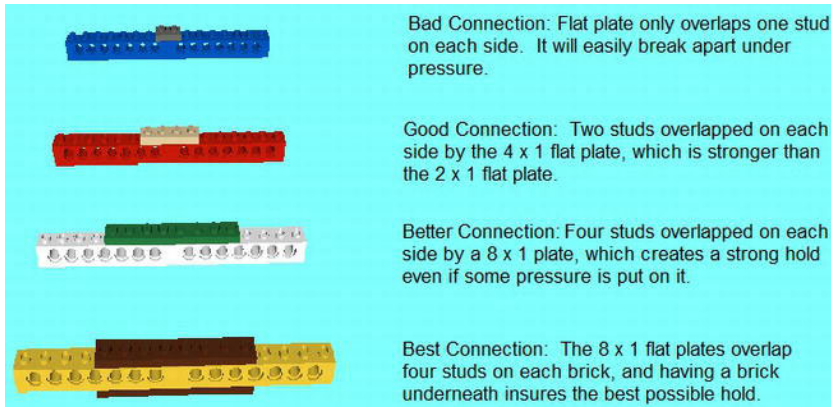 Bad Connection: Flat plate only overlaps one stud
on each side. It will easily break apart under
pressure.
Good Connection: Two studs overlapped on each
side by the 4 x 1 flat plate, which is stronger than
the 2 x 1 flat plate.
Better Connection: Four studs overlapped on each
side by a 8 x 1 plate, which creates a strong hold
even if some pressure is put on it.
Best Connection: The 8 x 1 flat plates overlap
four studs on each brick, and having a brick
underneath insures the best possible hold.